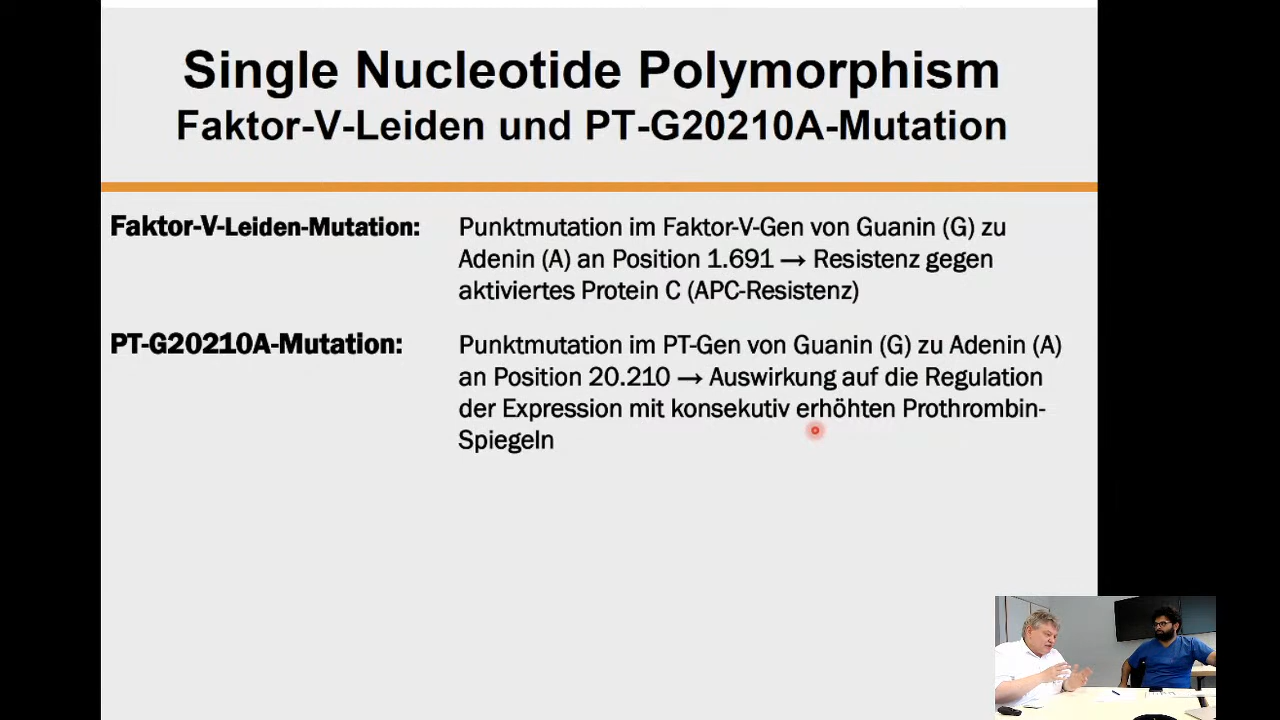 Single Nucleotide Polymorphism
Faktor-V-Leiden und PT-G20210A-Mutation
Faktor-V-Leiden-Mutation:
Punktmutation im Faktor-V-Gen von Guanin (G) zu
Adenin (A) an Position 1.691 → Resistenz gegen
aktiviertes Protein C (APC-Resistenz)
PT-G20210A-Mutation:
Punktmutation im PT-Gen von Guanin (G) zu Adenin (A)
an Position 20.210 → Auswirkung auf die Regulation
der Expression mit konsekutiv erhöhten Prothrombin-
Spiegeln